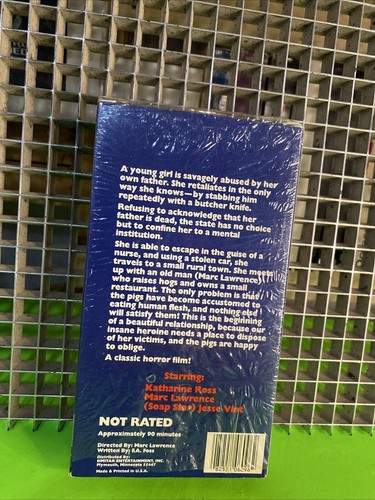 A young girl is savagely abused by her
own father. She retaliates in the only
way she knows—by stabbing him
repeatedly with a butcher knife.
Refusing to acknowledge that her
father is dead, the state has no choice
but to confine her to a mental
institution.
She is able to escape in the guise of a
nurse, and using a stolen car, she
travels to a small rural town. She meets
up with an old man (Marc Lawrence)
who raises hogs and owns a small
restaurant. The only problem is that
the pigs have become accustomed to
eating human flesh, and nothing else
will satisfy them! This is the beginning
of a beautiful relationship, because our
insane heroine needs a place to dispose
of her victims, and the pigs are happy
to oblige.
A classic horror film!
Starring:
Katharine Ross
Marc Lawrence
(Soap Star) Jesse Vint
NOT RATED
Approximately 90 minutes
Directed By: Marc Lawrence
Written By: F.A. Foss
Distributed By:
SIMITAR ENTERTAINMENT, INC.
Plymouth, Minnesota 55447
Made & Printed in U.S.A.